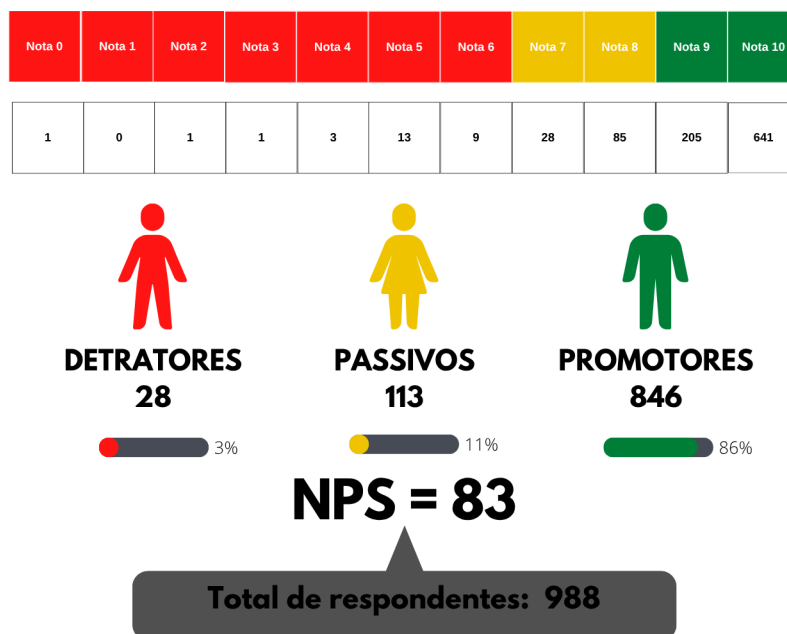 Nota 0 Nota 1 Nota 2 Nota 3 Nota 4 Nota 5 Nota 6 Nota 7 Nota 8 Nota 9 Nota 10
1 0 1 1 3 13 9 28 85 205 641
DETRATORES PASSIVOS PROMOTORES
28 113 846
3% 11% 86%
NPS = 83
Total de respondentes: 988